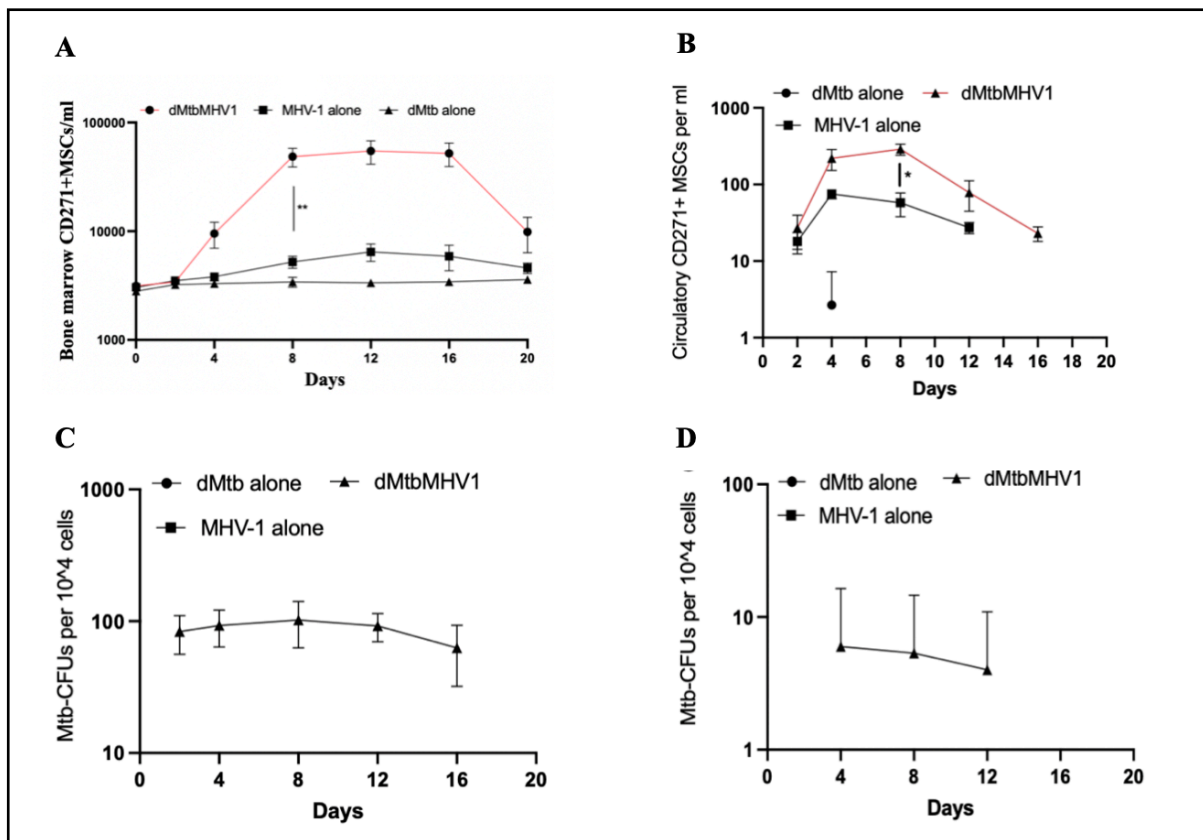 A
dMtbMHV1 MHV-1 alone dMtb alone
Bone marrow CD271+MSCs/ml
100000
10000
1000
0 4 8 12 16 20
**
Days
B
dMtb alone dMtbMHV1
MHV-1 alone
Circulatory CD271+ MSCs per ml
1000
100
10
1
*
0 2 4 6 8 10 12 14 16 18 20
Days
C
dMtb alone dMtbMHV1
MHV-1 alone
Mtb-CFUs per 10^4 cells
1000
100
10
0 4 8 12 16 20
Days
D
dMtb alone dMtbMHV1
MHV-1 alone
Mtb-CFUs per 10^4 cells
100
10
1
0 4 8 12 16 20
Days